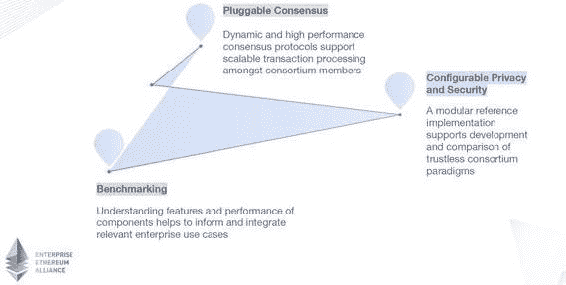 Pluggable Consensus
Dynamic and high performance
consensus protocols support
scalable transaction processing
amongst consortium members
Configurable Privacy
and Security
A modular reference
implementation
supports development
and comparison of
trustless consortium
paradigms
Benchmarking
Understanding features and performance of
components helps to inform and integrate
relevant enterprise use cases
ENTERPRISE
ETHEREUM
ALLIANCE